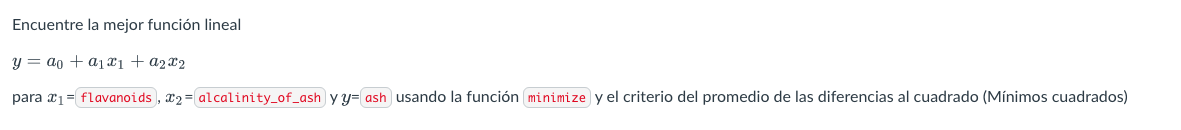 Encuentre la mejor función lineal
y = a₀ + a₁x₁ + a₂x₂
para x₁= flavanoids , x₂= alcalinity_of_ash y y= ash usando la función minimize y el criterio del promedio de las diferencias al cuadrado (Mínimos cuadrados)